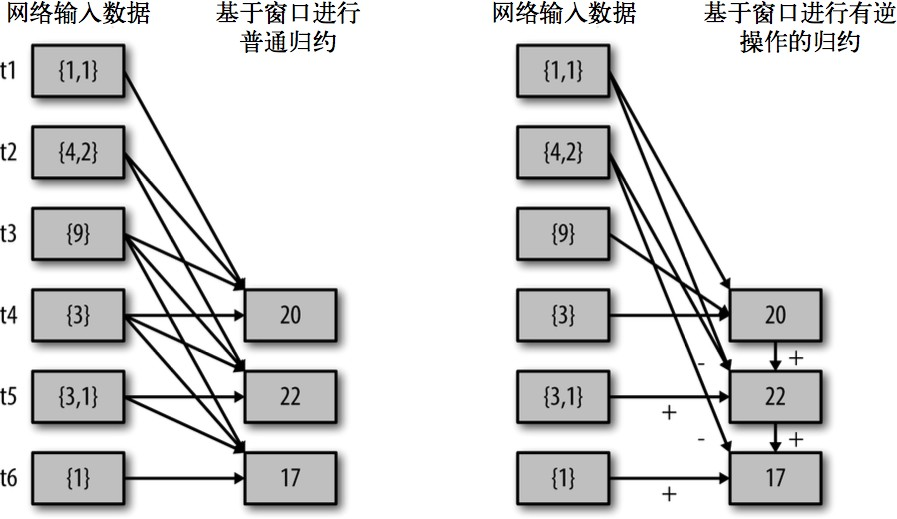 网络输入数据
基于窗口进行
普通归约
t1
{1,1}
t2
{4,2}
t3
{9}
t4
{3}
20
t5
{3,1}
22
t6
{1}
17
网络输入数据
基于窗口进行有逆
操作的归约
{1,1}
{4,2}
{9}
{3}
20
-
+
{3,1}
+
22
-
+
{1}
+
17